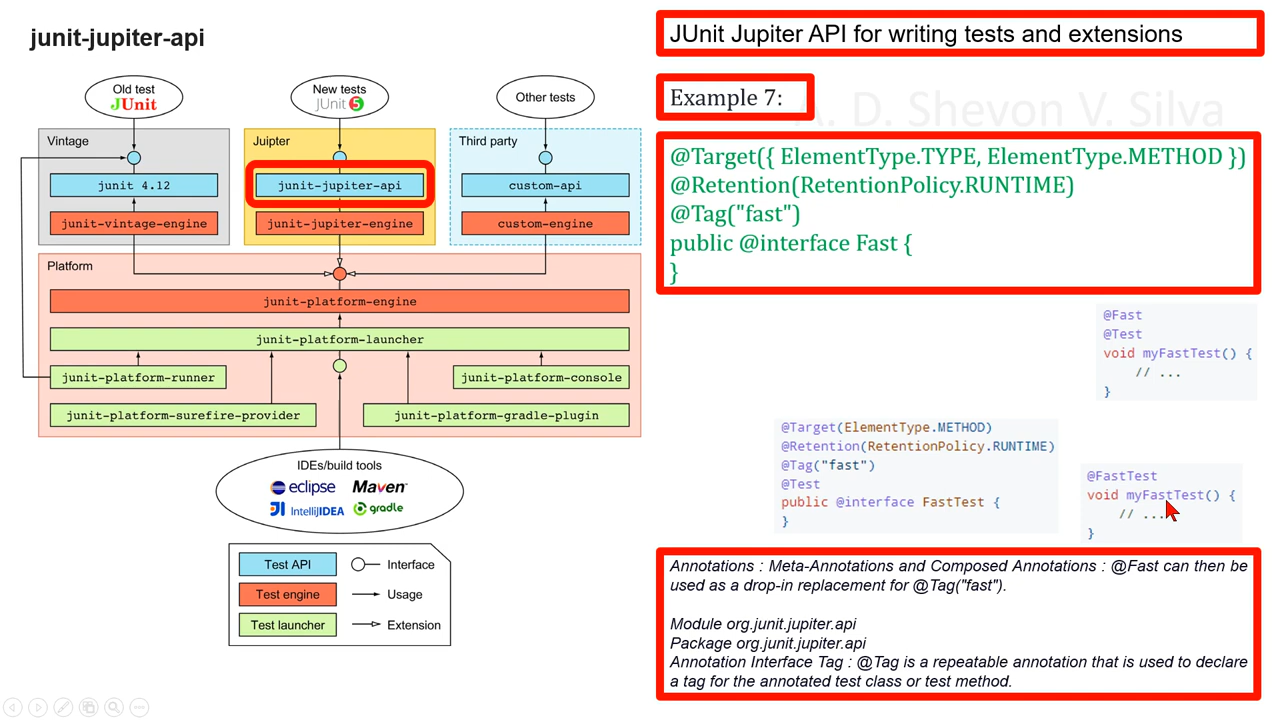 junit-jupiter-api
Old test
JUnit
New tests
JUnit 5
Other tests
Vintage
Juipter
Third party
junit 4.12
junit-jupiter-api
custom-api
junit-vintage-engine
junit-jupiter-engine
custom-engine
Platform
junit-platform-engine
junit-platform-launcher
junit-platform-runner
junit-platform-console
junit-platform-surefire-provider
junit-platform-gradle-plugin
IDEs/build tools
eclipse
Maven
IntellijIDEA
gradle
Test API
Interface
Test engine
Usage
Test launcher
Extension
JUnit Jupiter API for writing tests and extensions
Example 7:
A. D. Shevon V. Silva
@Target({ ElementType.TYPE, ElementType.METHOD })
@Retention(RetentionPolicy.RUNTIME)
@Tag("fast")
public @interface Fast {
}
@Fast
@Test
void myFastTest() {
// ...
}
@Target(ElementType.METHOD)
@Retention(RetentionPolicy.RUNTIME)
@Tag("fast")
@Test
public @interface FastTest {
}
@FastTest
void myFastTest() {
// ...
}
Annotations : Meta-Annotations and Composed Annotations : @Fast can then be
used as a drop-in replacement for @Tag("fast").
Module org.junit.jupiter.api
Package org.junit.jupiter.api
Annotation Interface Tag : @Tag is a repeatable annotation that is used to declare
a tag for the annotated test class or test method.